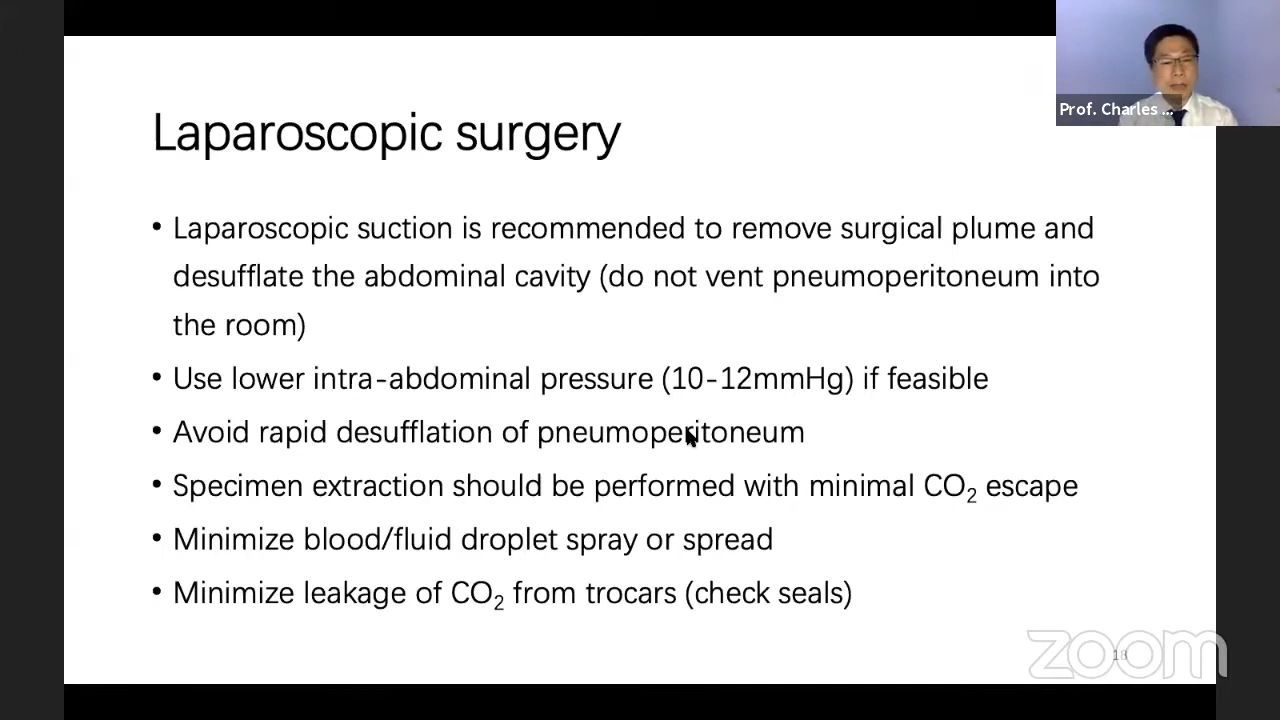 Prof. Charles ...
Laparoscopic surgery
• Laparoscopic suction is recommended to remove surgical plume and
desufflate the abdominal cavity (do not vent pneumoperitoneum into
the room)
• Use lower intra-abdominal pressure (10-12mmHg) if feasible
• Avoid rapid desufflation of pneumoperitoneum
• Specimen extraction should be performed with minimal CO₂ escape
• Minimize blood/fluid droplet spray or spread
• Minimize leakage of CO₂ from trocars (check seals)
zoom
18